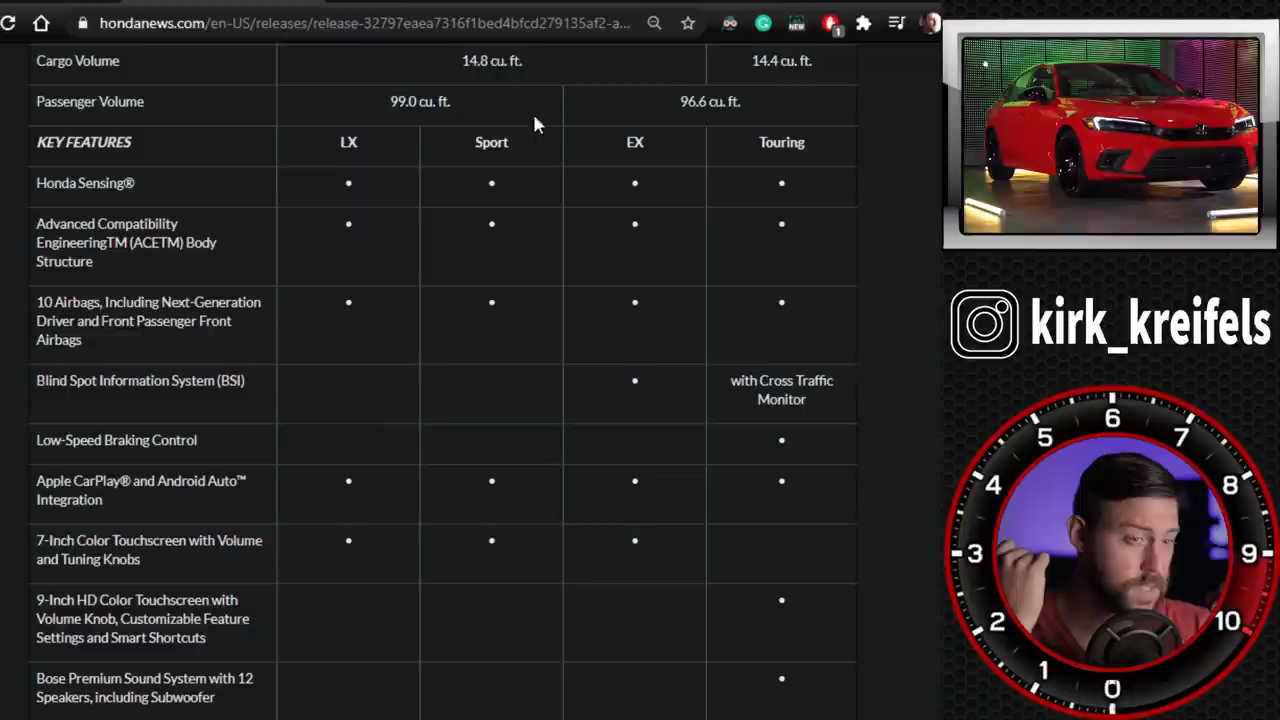 hondanews.com/en-US/releases/release-32797eaea7316f1bed4bfcd279135af2-a...
NEW
1
Cargo Volume 14.8 cu. ft. 14.4 cu. ft.
Passenger Volume 99.0 cu. ft. 96.6 cu. ft.
KEY FEATURES LX Sport EX Touring
Honda Sensing® • • • •
Advanced Compatibility • • • •
EngineeringTM (ACETM) Body
Structure
10 Airbags, Including Next-Generation • • • •
Driver and Front Passenger Front
Airbags
Blind Spot Information System (BSI) • with Cross Traffic
Monitor
Low-Speed Braking Control •
Apple CarPlay® and Android Auto™ • • • •
Integration
7-Inch Color Touchscreen with Volume • • •
and Tuning Knobs
9-Inch HD Color Touchscreen with •
Volume Knob, Customizable Feature
Settings and Smart Shortcuts
Bose Premium Sound System with 12 •
Speakers, including Subwoofer
kirk_kreifels
6
5 7
4 8
3 9
2 10
1
0